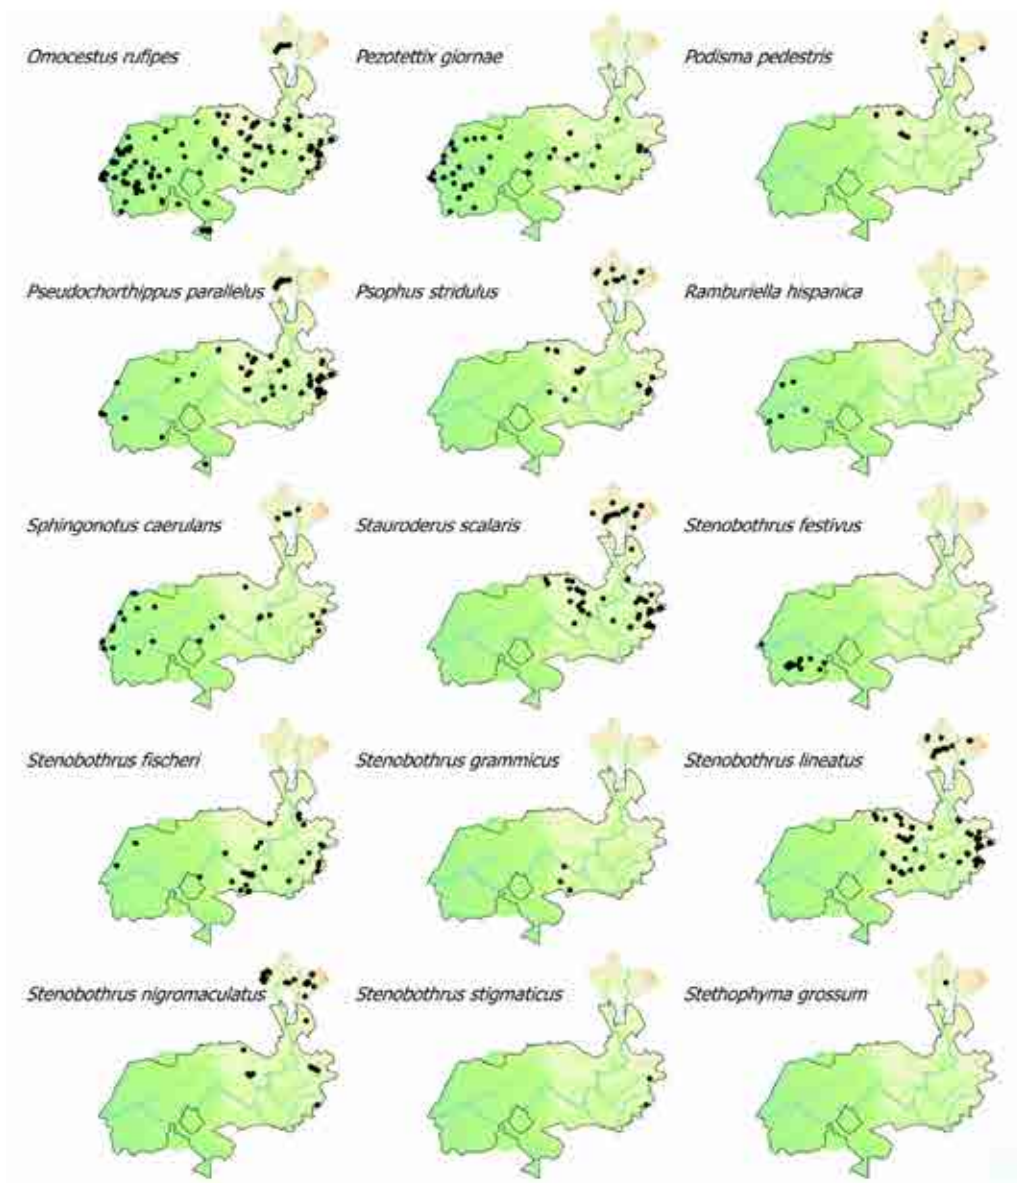 Omocestus rufipes
Pezotettix giornae
Podisma pedestris
Pseudochorthippus parallelus
Psophus stridulus
Ramburiella hispanica
Sphingonotus caerulans
Stauroderus scalaris
Stenobothrus festivus
Stenobothrus fischeri
Stenobothrus grammicus
Stenobothrus lineatus
Stenobothrus nigromaculatus
Stenobothrus stigmaticus
Stethophyma grossum